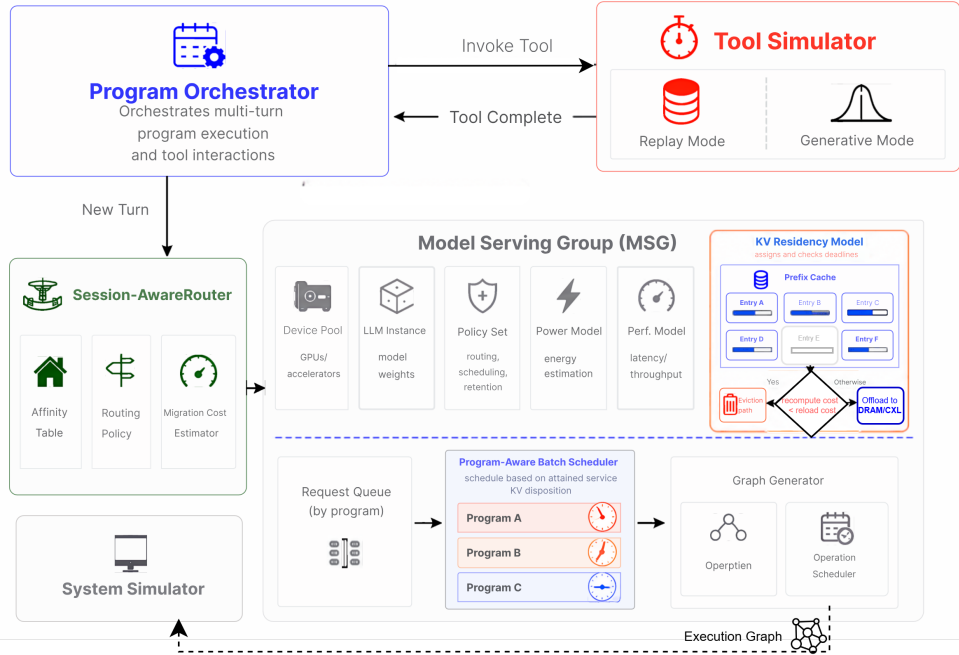 Program Orchestrator
Orchestrates multi-turn
program execution
and tool interactions
Invoke Tool
Tool Complete
Tool Simulator
Replay Mode
Generative Mode
New Turn
Session-AwareRouter
Affinity
Table
Routing
Policy
Migration Cost
Estimator
Model Serving Group (MSG)
Device Pool
GPUs/
accelerators
LLM Instance
model
weights
Policy Set
routing,
scheduling,
retention
Power Model
energy
estimation
Perf. Model
latency/
throughput
KV Residency Model
assigns and checks deadlines
Prefix Cache
Entry A
Entry B
Entry C
Entry D
Entry E
Entry F
Yes
Otherwise
Eviction
path
recompute cost
< reload cost
Offload to
DRAM/CXL
Request Queue
(by program)
Program-Aware Batch Scheduler
schedule based on attained service
KV disposition
Program A
Program B
Program C
Graph Generator
Operptien
Operation
Scheduler
System Simulator
Execution Graph